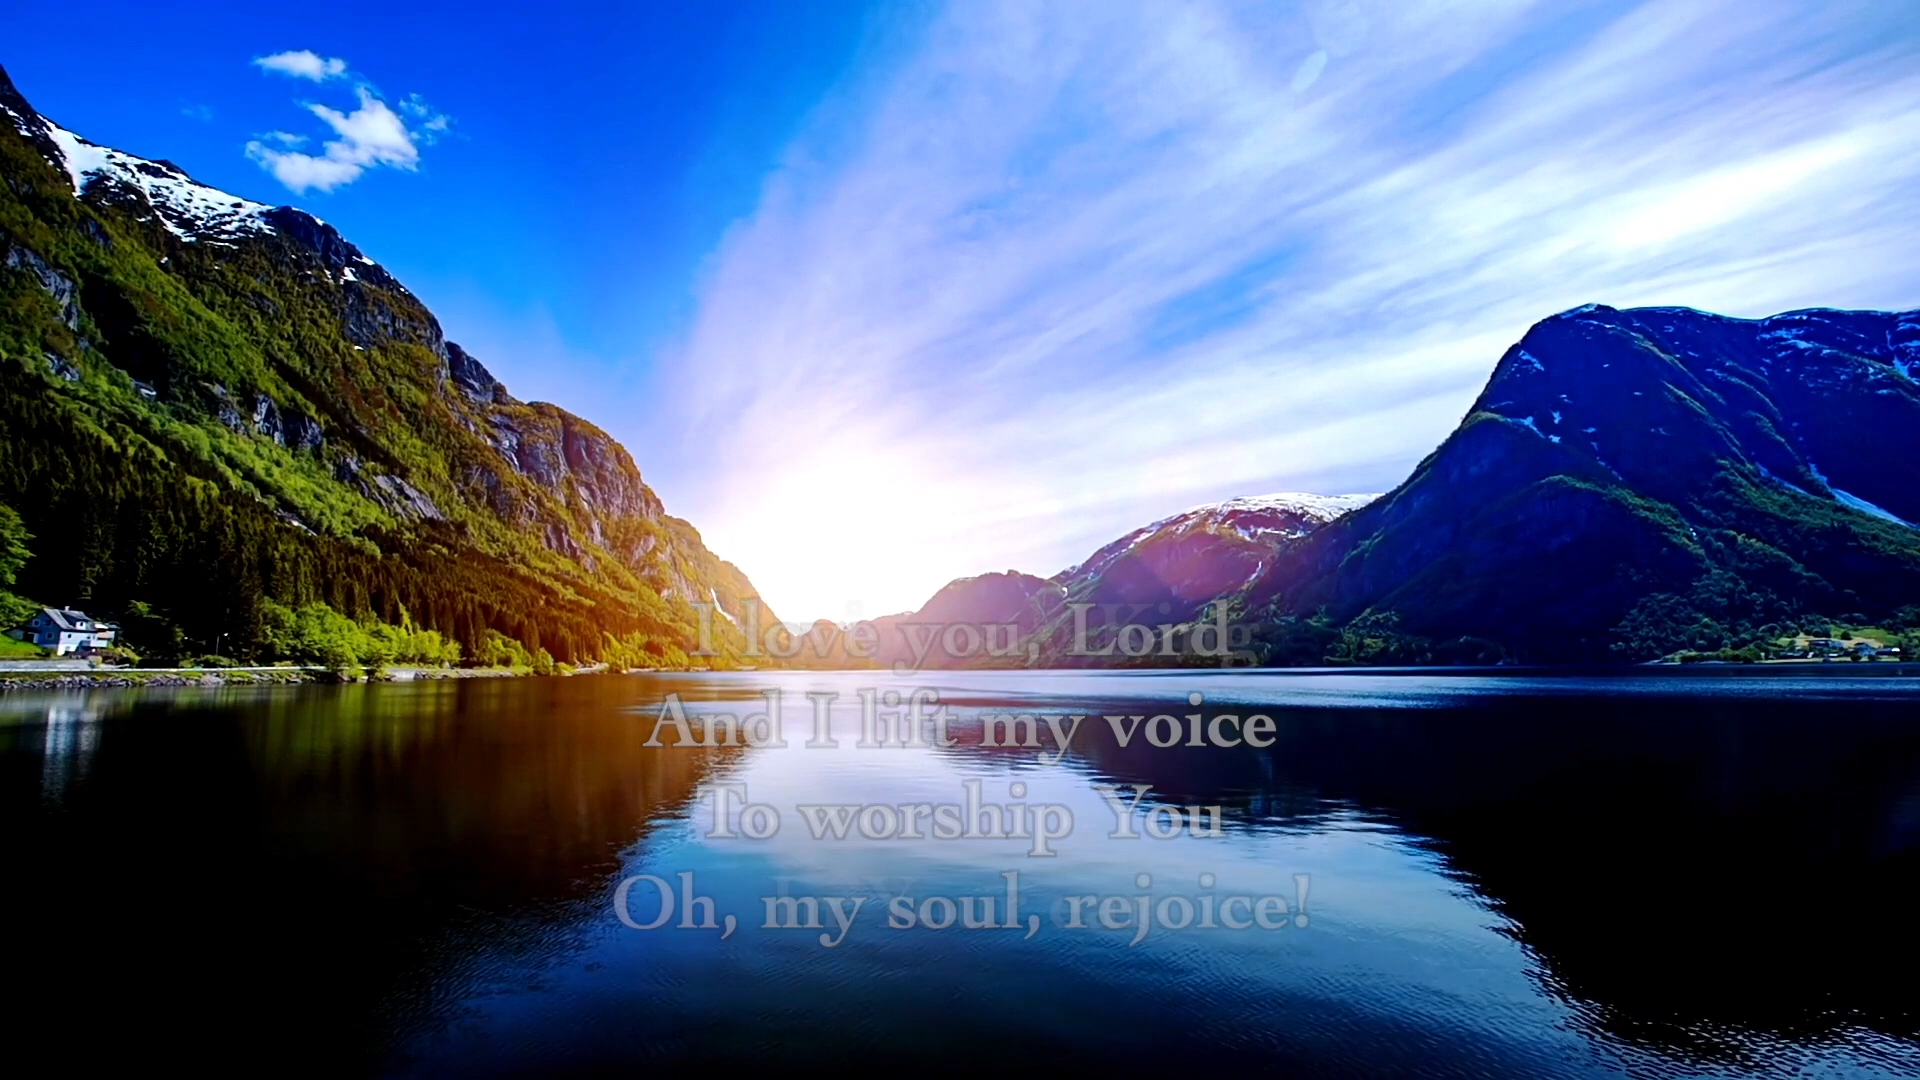 I love you, Lord
And I lift my voice
To worship You
Oh, my soul, rejoice!